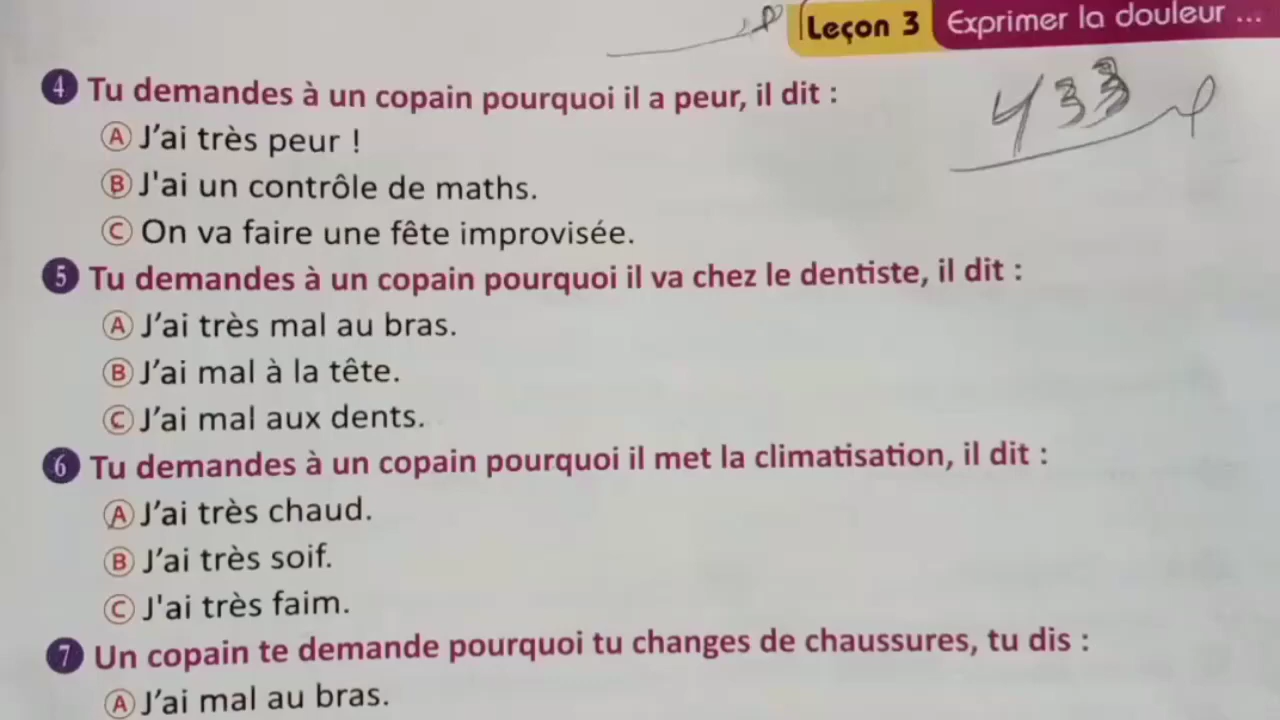 Leçon 3 Exprimer la douleur ...
433
4 Tu demandes à un copain pourquoi il a peur, il dit :
A J'ai très peur !
B J'ai un contrôle de maths.
C On va faire une fête improvisée.
5 Tu demandes à un copain pourquoi il va chez le dentiste, il dit :
A J'ai très mal au bras.
B J'ai mal à la tête.
C J'ai mal aux dents.
6 Tu demandes à un copain pourquoi il met la climatisation, il dit :
A J'ai très chaud.
B J'ai très soif.
C J'ai très faim.
7 Un copain te demande pourquoi tu changes de chaussures, tu dis :
A J'ai mal au bras.